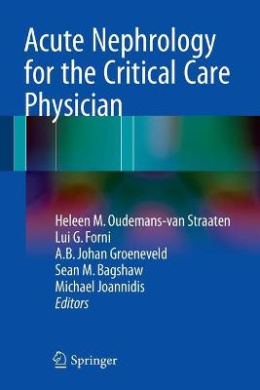 Acute Nephrology
for the Critical Care
Physician
Heleen M. Oudemans-van Straaten
Lui G. Forni
A.B. Johan Groeneveld
Sean M. Bagshaw
Michael Joannidis
Editors
Springer